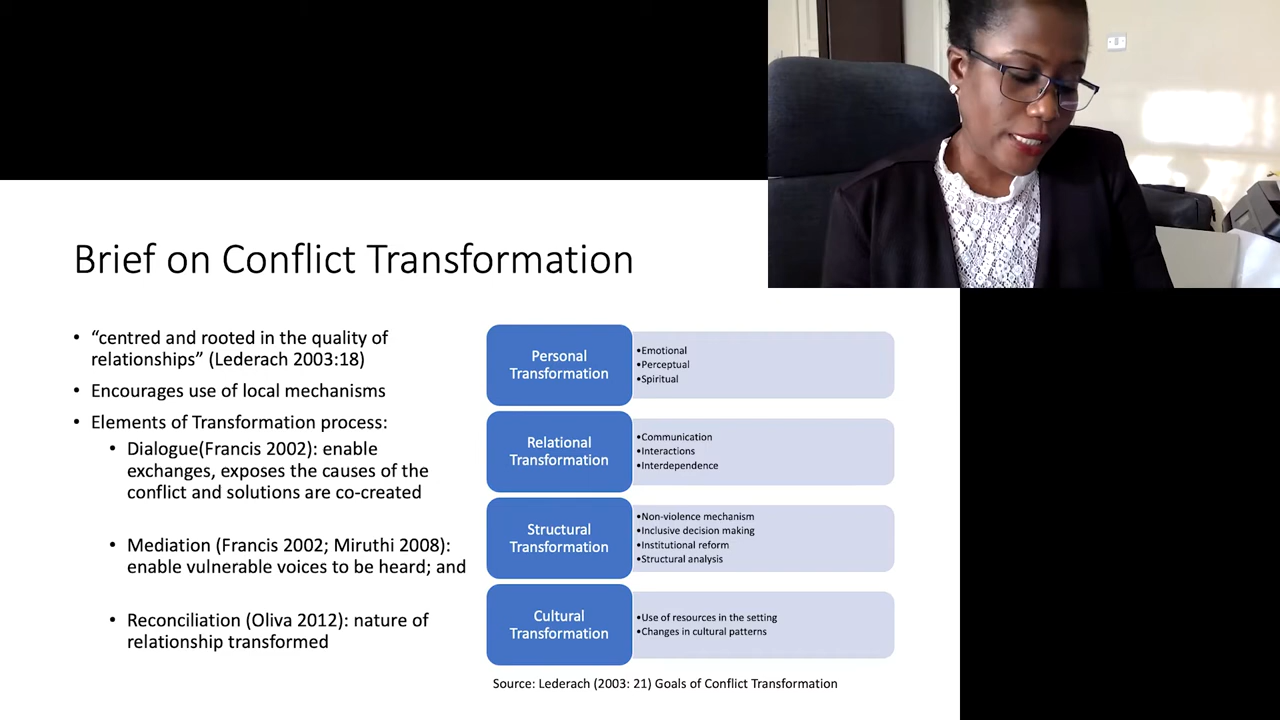 Brief on Conflict Transformation
• “centred and rooted in the quality of
relationships” (Lederach 2003:18)
• Encourages use of local mechanisms
• Elements of Transformation process:
• Dialogue(Francis 2002): enable
exchanges, exposes the causes of the
conflict and solutions are co-created
• Mediation (Francis 2002; Miruthi 2008):
enable vulnerable voices to be heard; and
• Reconciliation (Oliva 2012): nature of
relationship transformed
Personal
Transformation
•Emotional
•Perceptual
•Spiritual
Relational
Transformation
•Communication
•Interactions
•Interdependence
Structural
Transformation
•Non-violence mechanism
•Inclusive decision making
•Institutional reform
•Structural analysis
Cultural
Transformation
•Use of resources in the setting
•Changes in cultural patterns
Source: Lederach (2003: 21) Goals of Conflict Transformation